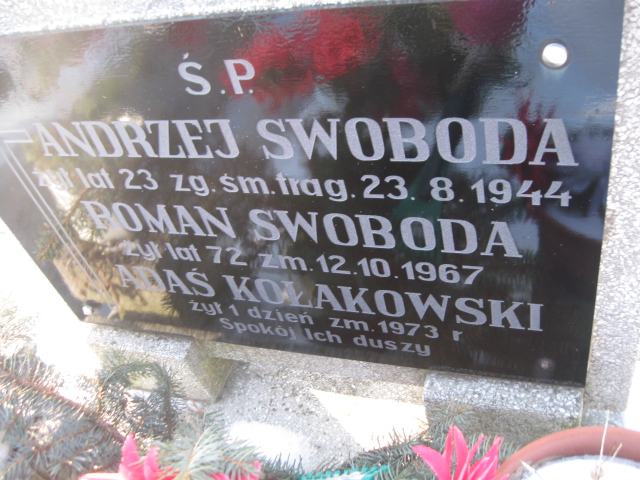 Ś.P.
ANDRZEJ SWOBODA
żył lat 23 zg. śm. trag. 23. 8. 1944
ROMAN SWOBODA
żył lat 72 zm. 12.10.1967
ADAŚ KOŁAKOWSKI
żył 1 dzień zm. 1973 r
Spokój Ich duszy